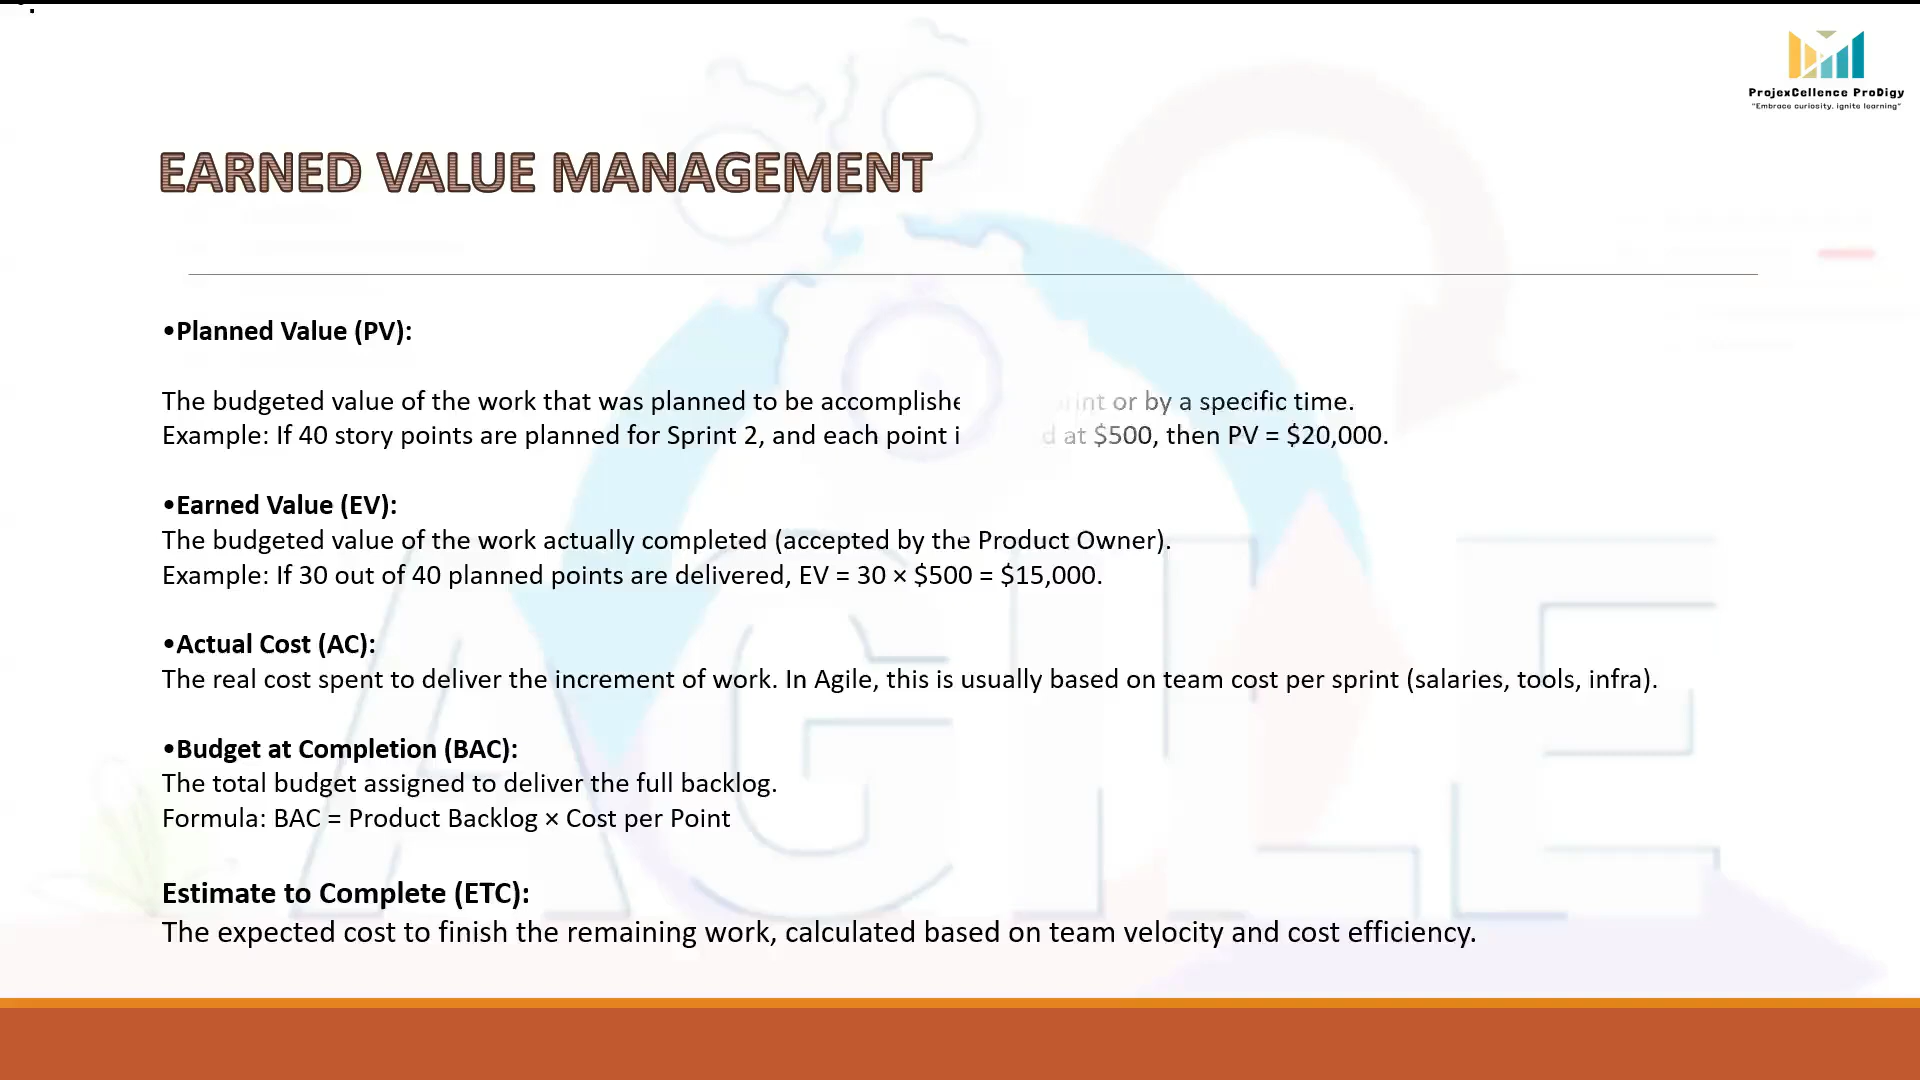 ProjexCellence ProDigy
"Embrace curiosity, ignite learning"
EARNED VALUE MANAGEMENT
•Planned Value (PV):
The budgeted value of the work that was planned to be or by a specific time.
Example: If 40 story points are planned for Sprint 2, and each point at $500, then PV = $20,000.
•Earned Value (EV):
The budgeted value of the work actually completed (accepted by the Product Owner).
Example: If 30 out of 40 planned points are delivered, EV = 30 × $500 = $15,000.
•Actual Cost (AC):
The real cost spent to deliver the increment of work. In Agile, this is usually based on team cost per sprint (salaries, tools, infra).
•Budget at Completion (BAC):
The total budget assigned to deliver the full backlog.
Formula: BAC = Product Backlog × Cost per Point
Estimate to Complete (ETC):
The expected cost to finish the remaining work, calculated based on team velocity and cost efficiency.
AGILE